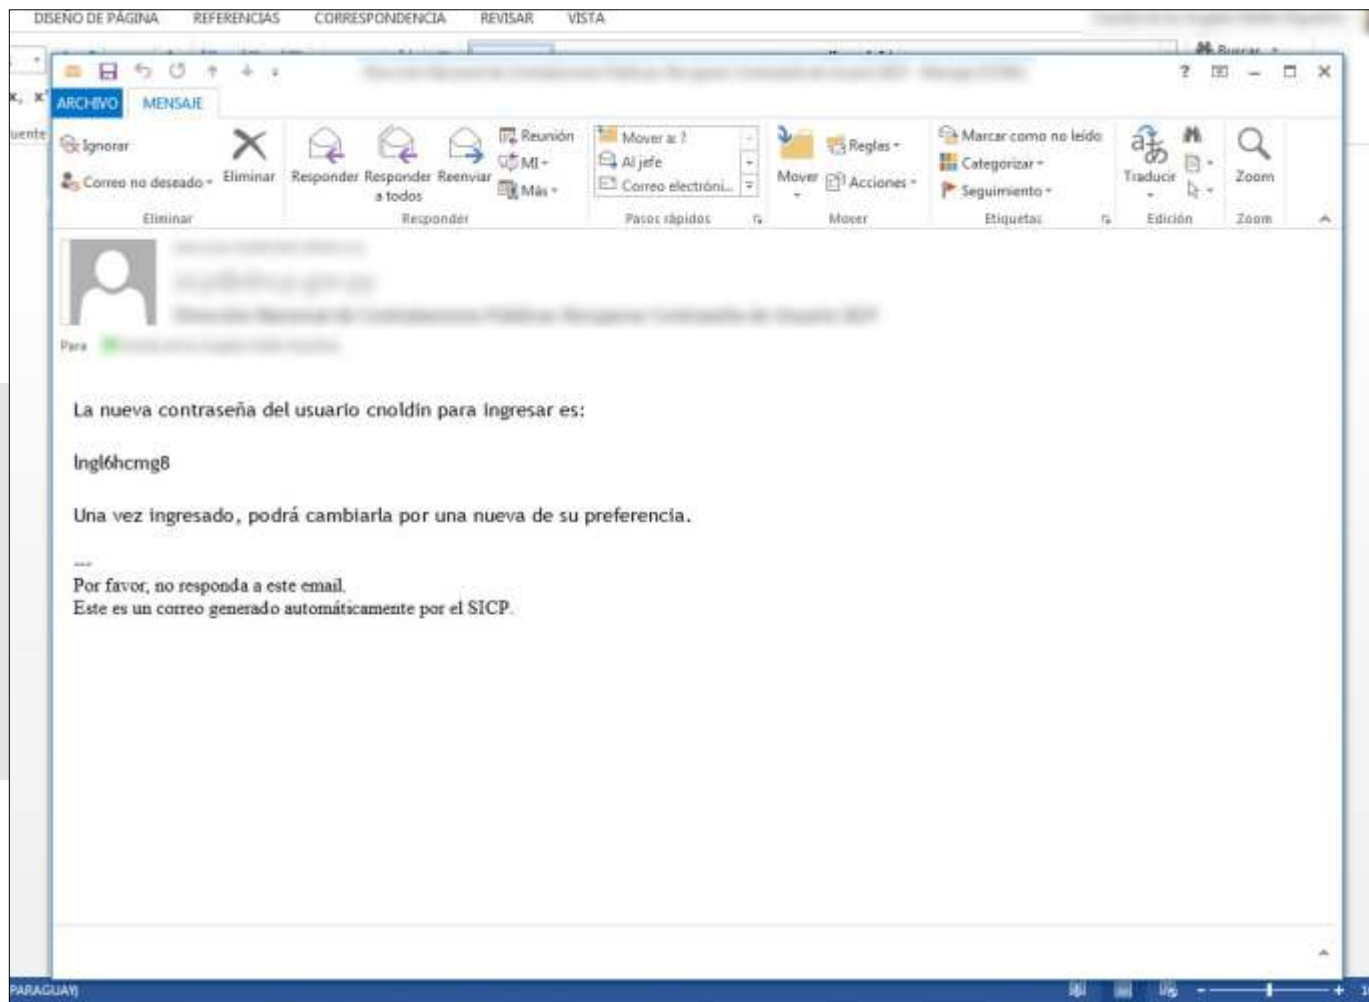 DISEÑO DE PÁGINA REFERENCIAS CORRESPONDENCIA REVISAR VISTA
Buscar
? 
ARCHIVO MENSAJE
uente
Ignorar
Correo no deseado
Eliminar
Responder
Responder a todos
Reenviar
Reunión
MI
Más
Mover a: ?
Al jefe
Correo electróni...
Mover
Reglas
Acciones
Marcar como no leído
Categorizar
Seguimiento
Traducir
Zoom
Eliminar Responder Pasos rápidos Mover Etiquetas Edición Zoom
Para
La nueva contraseña del usuario cnoldin para ingresar es:
lngl6hcmg8
Una vez ingresado, podrá cambiarla por una nueva de su preferencia.
---
Por favor, no responda a este email.
Este es un correo generado automáticamente por el SICP.
PARAGUAY)